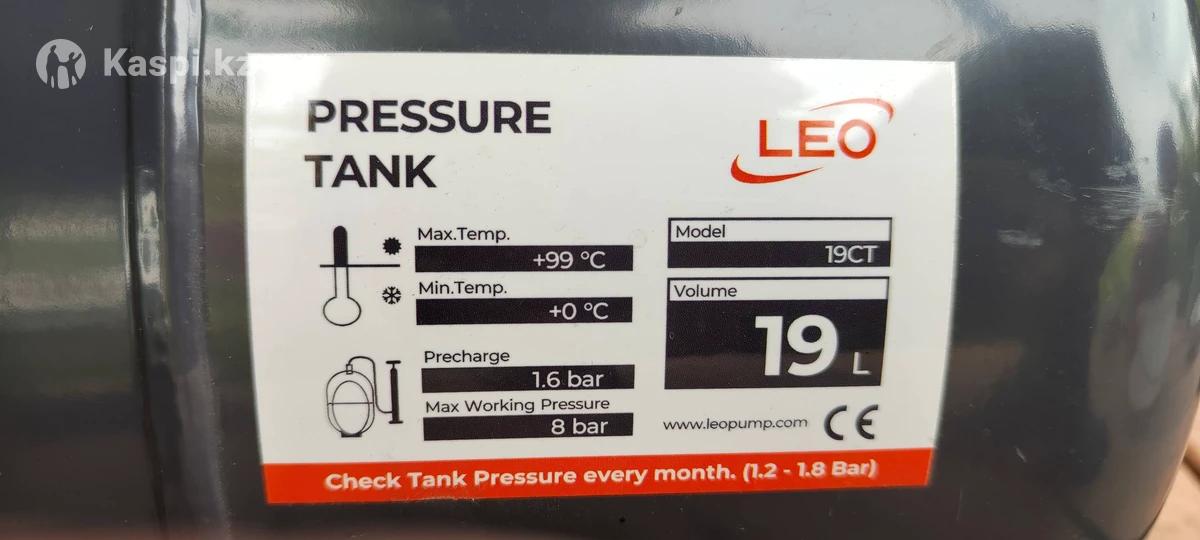 Kaspi.kz
PRESSURE
TANK
LEO
Max.Temp.
+99 °C
Min.Temp.
+0 °C
Precharge
1.6 bar
Max Working Pressure
8 bar
Model
19CT
Volume
19 L
www.leopump.com
CE
Check Tank Pressure every month. (1.2 - 1.8 Bar)